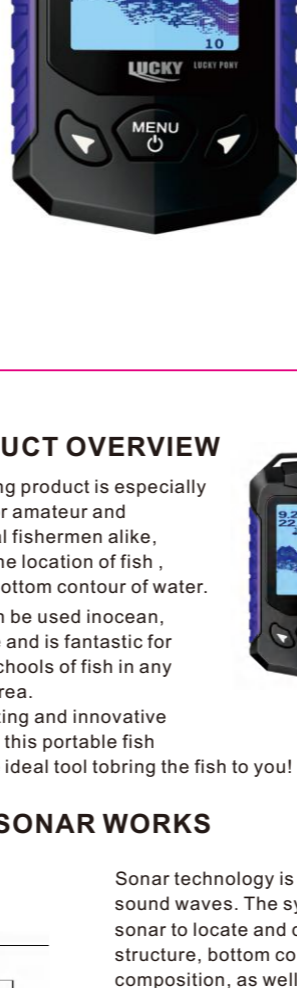 10
LUCKY LUCKY PONY
MENU
UCT OVERVIEW
ng product is especially
r amateur and
al fishermen alike,
he location of fish ,
ottom contour of water.
n be used inocean,
e and is fantastic for
chools of fish in any
rea.
ting and innovative
this portable fish
ideal tool tobring the fish to you!
9.2
22
SONAR WORKS
Sonar technology is
sound waves. The sy
sonar to locate and d
structure, bottom co
composition, as well